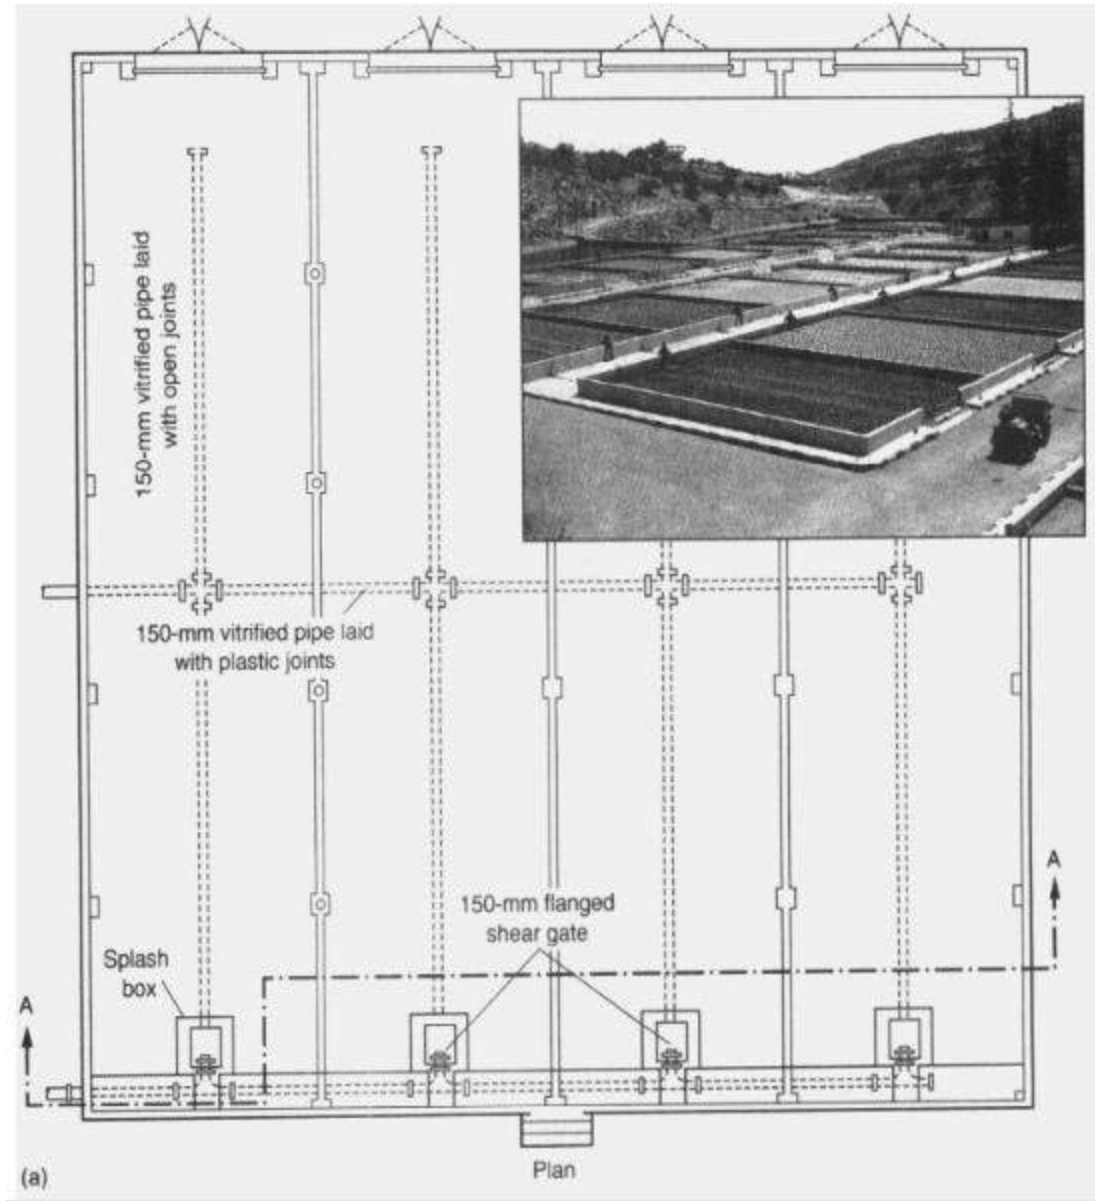 150-mm vitrified pipe laid
with open joints
150-mm vitrified pipe laid
with plastic joints
150-mm flanged
shear gate
A
Splash
box
A
Plan
(a)